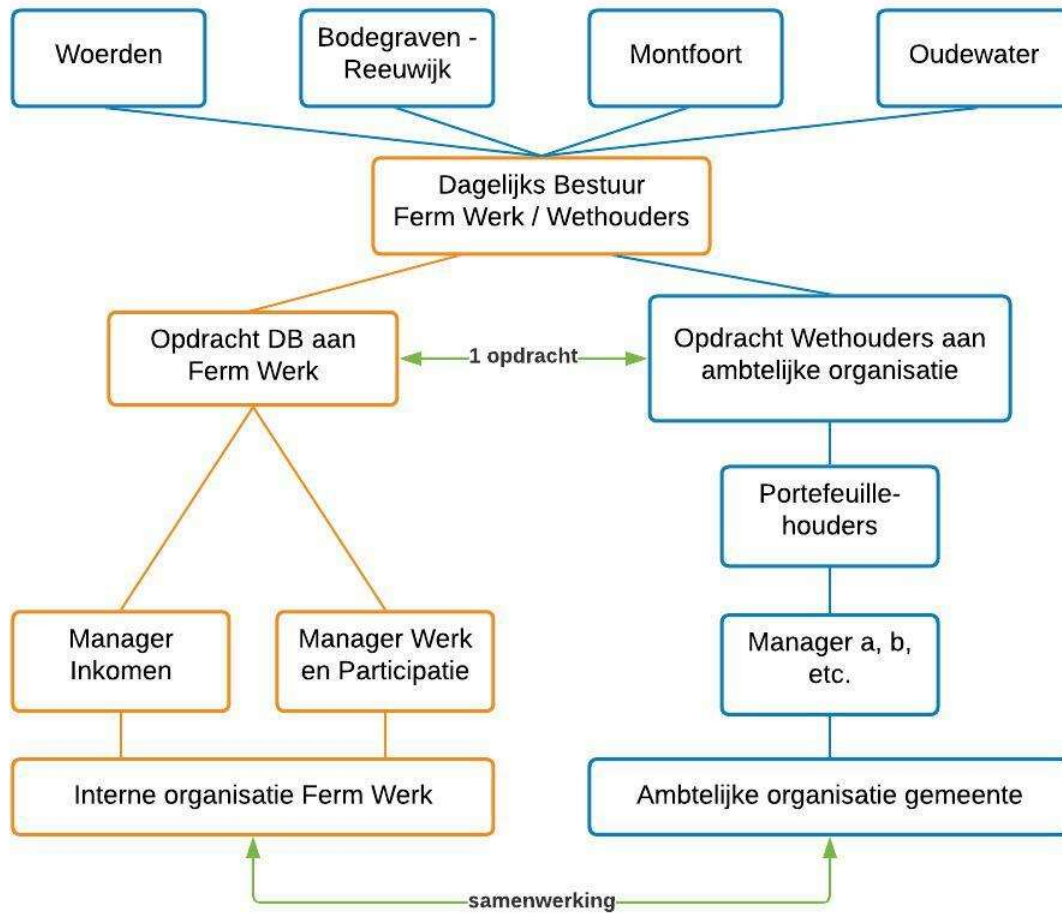 Woerden
Bodegraven -
Reeuwijk
Montfoort
Oudewater
Dagelijks Bestuur
Ferm Werk / Wethouders
Opdracht DB aan
Ferm Werk
1 opdracht
Opdracht Wethouders aan
ambtelijke organisatie
Portefeuille-
houders
Manager
Inkomen
Manager Werk
en Participatie
Manager a, b,
etc.
Interne organisatie Ferm Werk
Ambtelijke organisatie gemeente
samenwerking